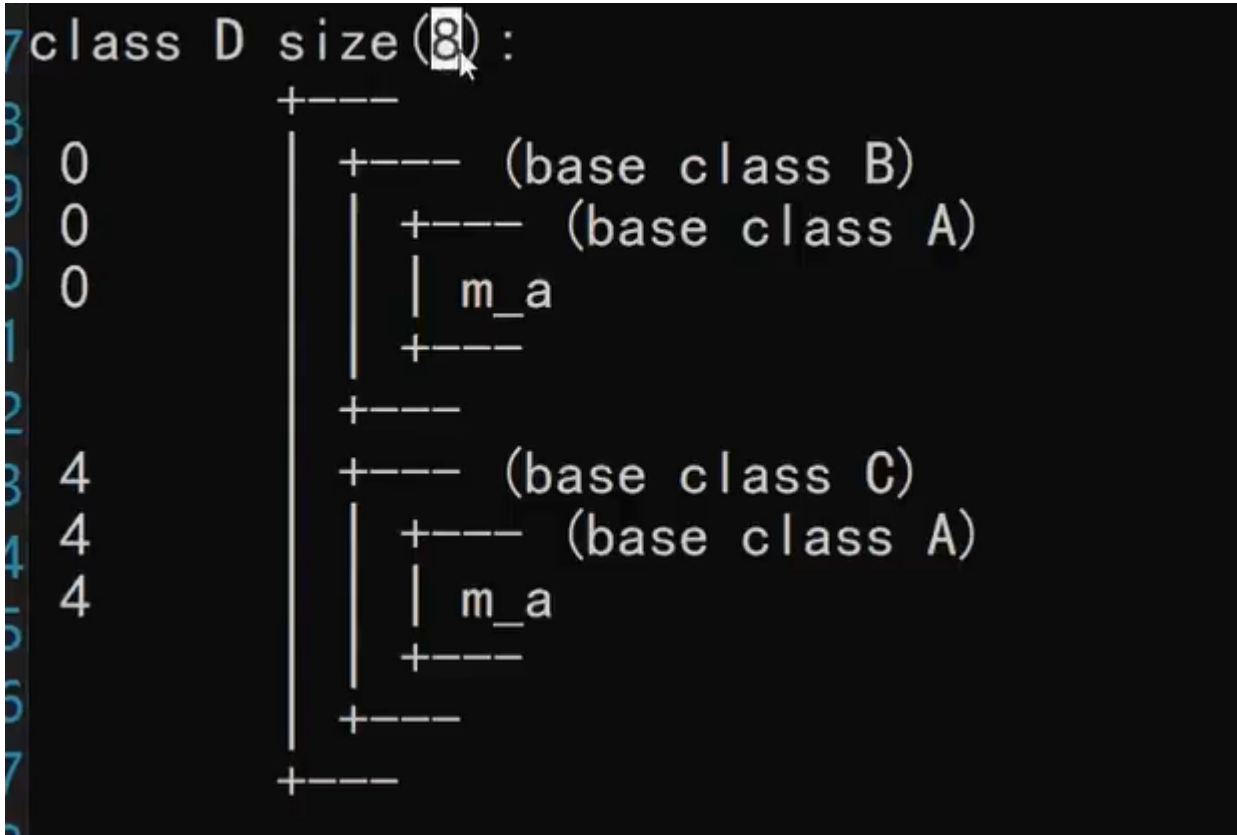 class D size(8):
+---
0 | +--- (base class B)
0 | | +--- (base class A)
0 | | | m_a
| | +---
| +---
4 | +--- (base class C)
4 | | +--- (base class A)
4 | | | m_a
| | +---
| +---
+---